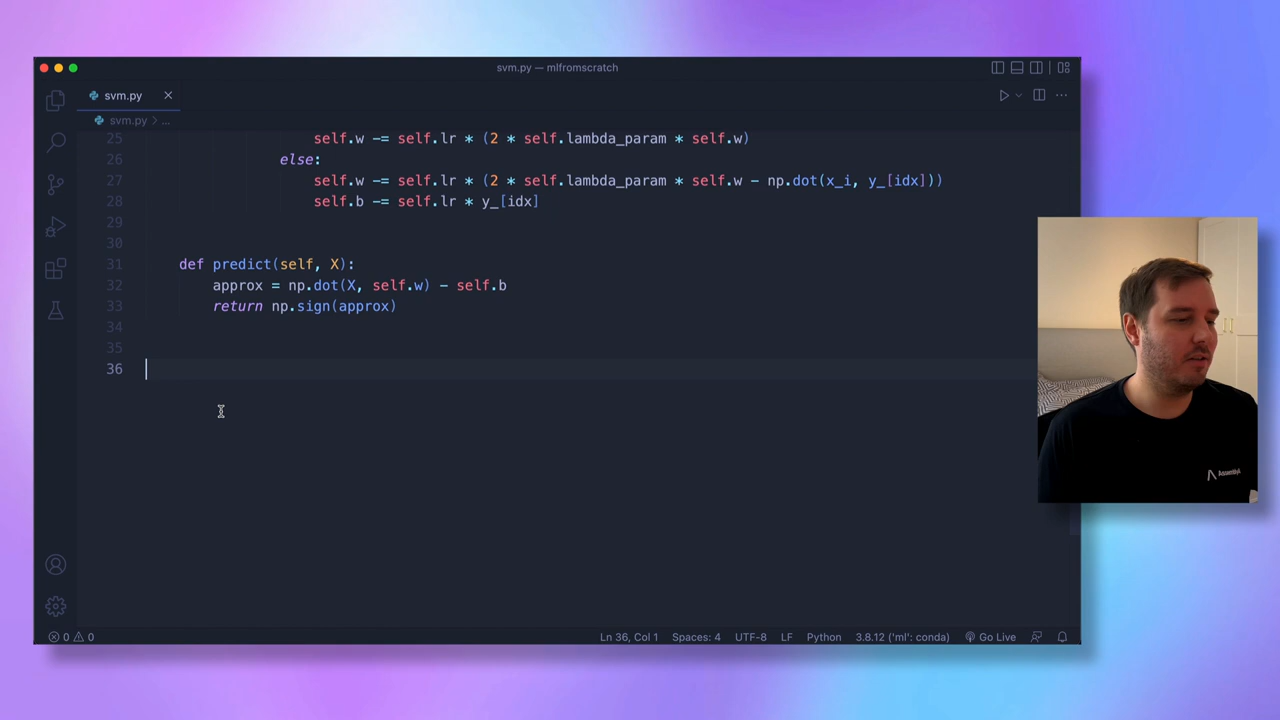 svm.py — mlfromscratch
svm.py
svm.py > ...
25 self.w -= self.lr * (2 * self.lambda_param * self.w)
26 else:
27 self.w -= self.lr * (2 * self.lambda_param * self.w - np.dot(x_i, y_[idx]))
28 self.b -= self.lr * y_[idx]
29
30
31 def predict(self, X):
32 approx = np.dot(X, self.w) - self.b
33 return np.sign(approx)
34
35
36
AssemblyA
0 0 Ln 36, Col 1 Spaces: 4 UTF-8 LF Python 3.8.12 ('ml': conda) Go Live